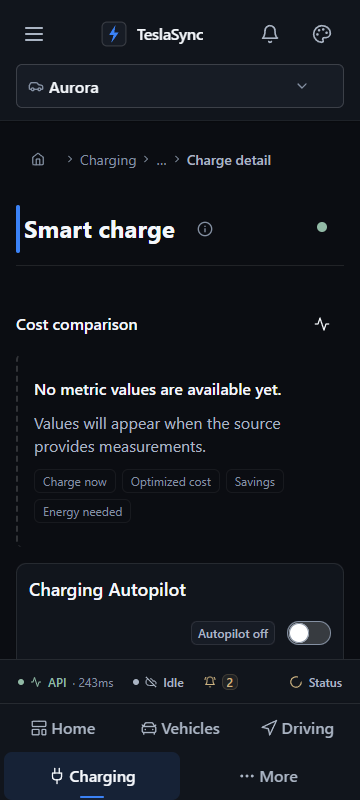 TeslaSync
Aurora
Charging
...
Charge detail
Smart charge
Cost comparison
No metric values are available yet.
Values will appear when the source
provides measurements.
Charge now Optimized cost Savings
Energy needed
Charging Autopilot
Autopilot off
API · 243ms Idle 2 Status
Home Vehicles Driving
Charging More